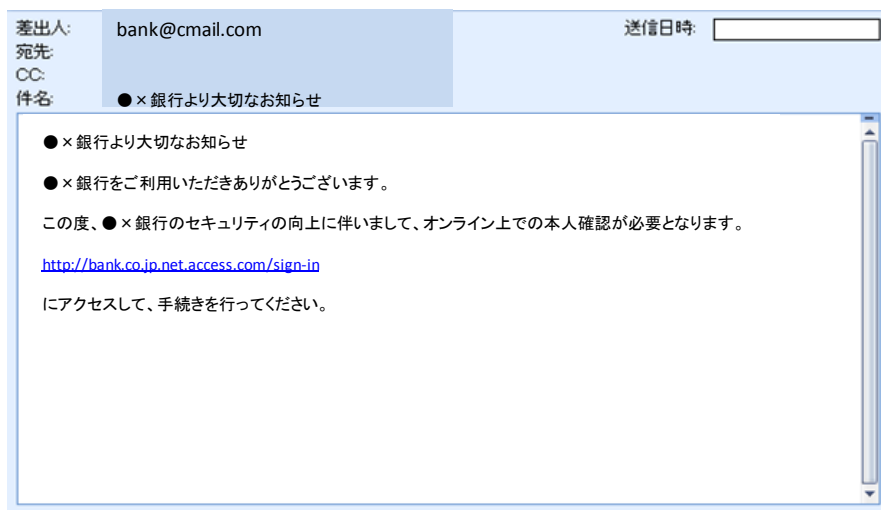 差出人: bank@cmail.com 送信日時:
宛先:
CC:
件名: ●×銀行より大切なお知らせ
●×銀行より大切なお知らせ
●×銀行をご利用いただきありがとうございます。
この度、●×銀行のセキュリティの向上に伴いまして、オンライン上での本人確認が必要となります。
http://bank.co.jp.net.access.com/sign-in
にアクセスして、手続きを行ってください。